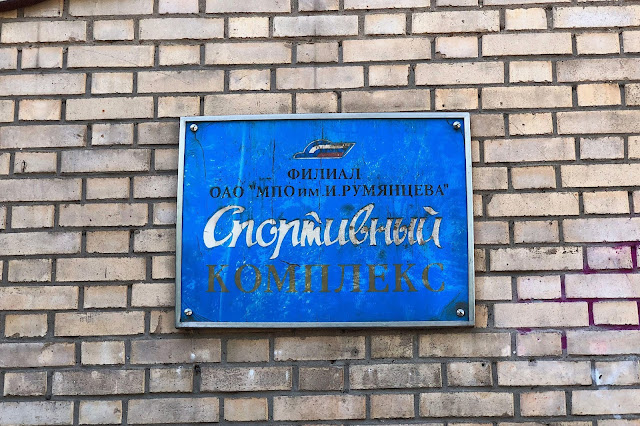 ФИЛИАЛ
ОАО "МПО им. И. РУМЯНЦЕВА"
Спортивный
КОМПЛЕКС